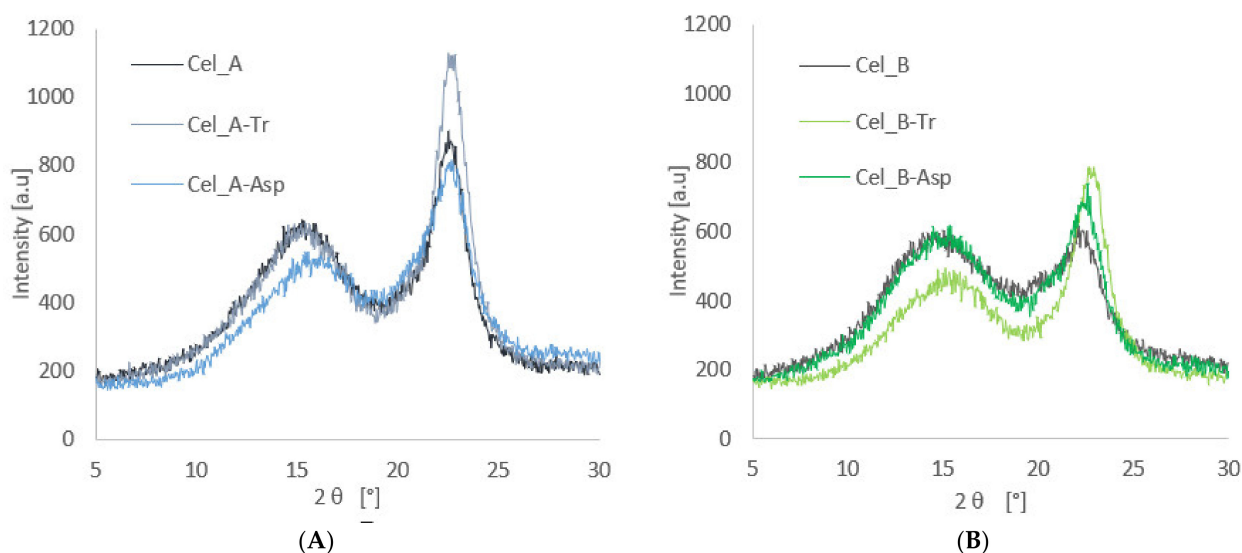 1200
1000
800
600
400
200
0
Intensity [a.u]
Cel_A
Cel_A-Tr
Cel_A-Asp
5 10 15 20 25 30
2 θ [°]
(A)
1200
1000
800
600
400
200
0
Intensity [a.u]
Cel_B
Cel_B-Tr
Cel_B-Asp
5 10 15 20 25 30
2 θ [°]
(B)